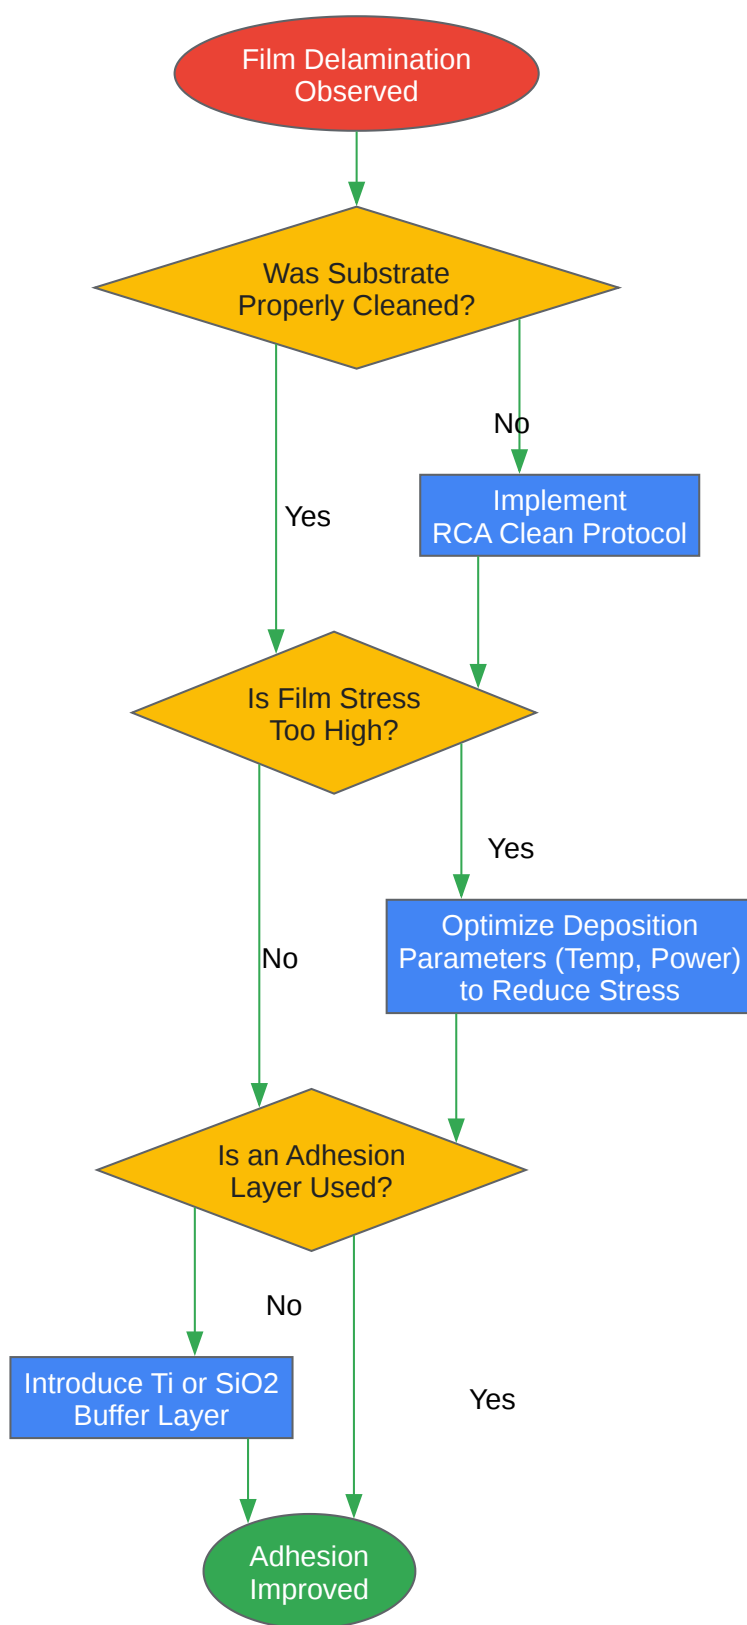 Film Delamination
Observed
Was Substrate
Properly Cleaned?
No
Implement
RCA Clean Protocol
Yes
Is Film Stress
Too High?
Yes
Optimize Deposition
Parameters (Temp, Power)
to Reduce Stress
No
Is an Adhesion
Layer Used?
No
Introduce Ti or SiO2
Buffer Layer
Yes
Adhesion
Improved